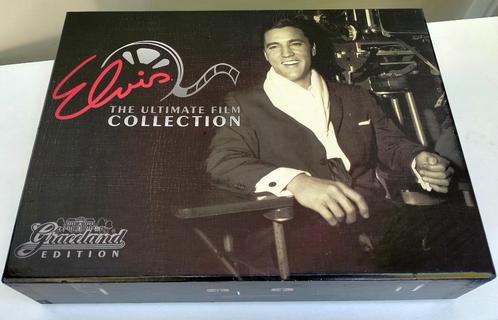 Elvis
THE ULTIMATE FILM
COLLECTION
Graceland
EDITION